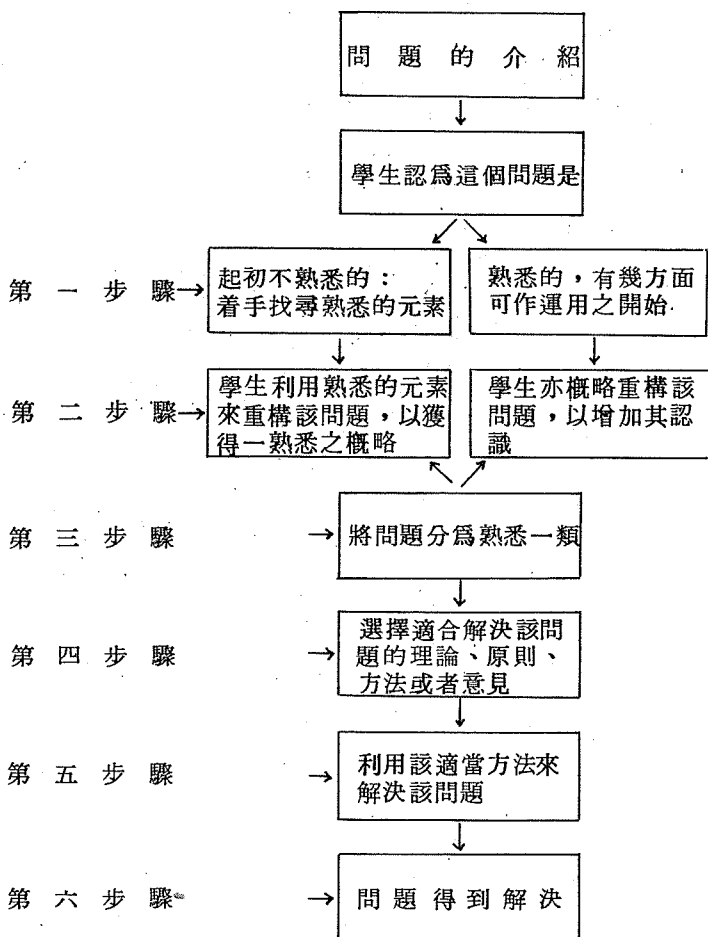 問題的介紹
學生認爲這個問題是
第一步驟
起初不熟悉的：
着手找尋熟悉的元素
熟悉的，有幾方面
可作運用之開始
第二步驟
學生利用熟悉的元素
來重構該問題，以獲
得一熟悉之概略
學生亦概略重構該
問題，以增加其認
識
第三步驟
將問題分爲熟悉一類
第四步驟
選擇適合解決該問
題的理論、原則、
方法或者意見
第五步驟
利用該適當方法來
解決該問題
第六步驟
問題得到解決